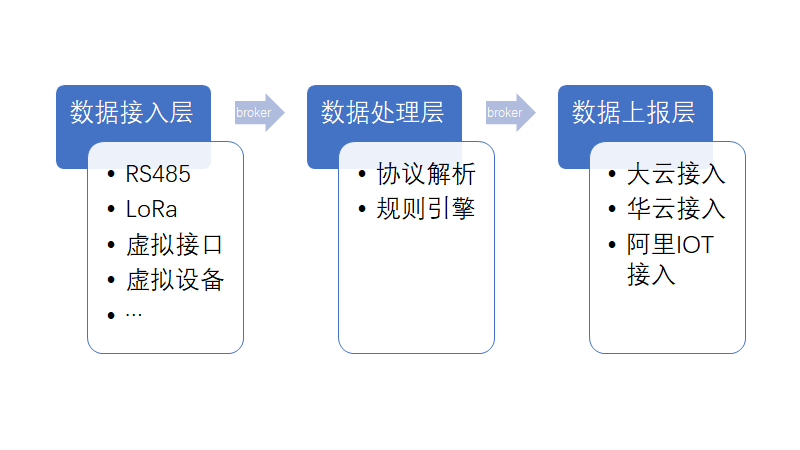 数据接入层
broker
数据处理层
broker
数据上报层
• RS485
• LoRa
• 虚拟接口
• 虚拟设备
• …
• 协议解析
• 规则引擎
• 大云接入
• 华云接入
• 阿里IOT
接入